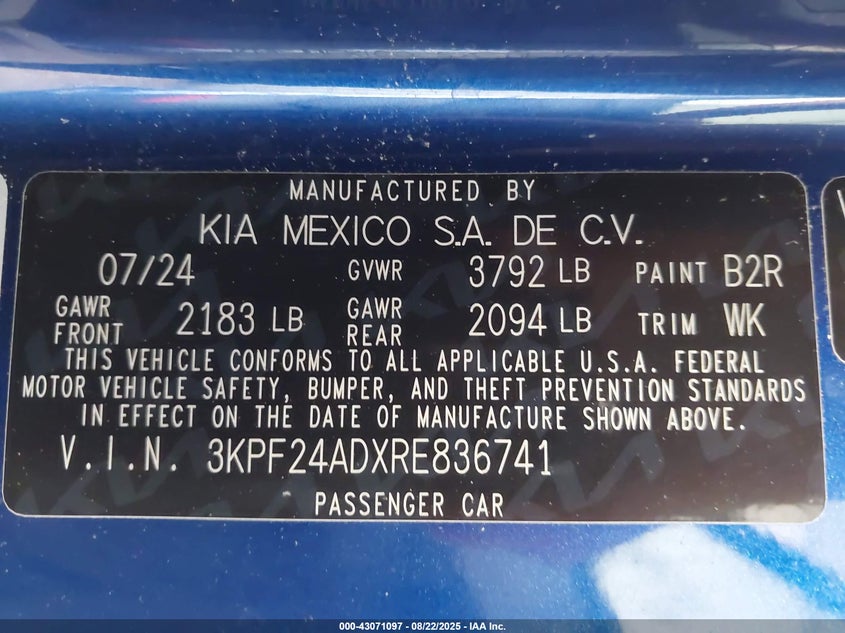 MANUFACTURED BY
KIA MEXICO S.A. DE C.V.
07/24 GVWR 3792 LB PAINT B2R
GAWR FRONT 2183 LB GAWR REAR 2094 LB TRIM WK
THIS VEHICLE CONFORMS TO ALL APPLICABLE U.S.A. FEDERAL
MOTOR VEHICLE SAFETY, BUMPER, AND THEFT PREVENTION STANDARDS
IN EFFECT ON THE DATE OF MANUFACTURE SHOWN ABOVE.
V.I.N. 3KPF24ADXRE836741
PASSENGER CAR
000-43071097 - 08/22/2025 - IAA Inc.